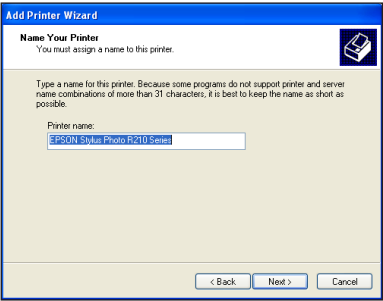 Add Printer Wizard
Name Your Printer
You must assign a name to this printer.
Type a name for this printer. Because some programs do not support printer and server
name combinations of more than 31 characters, it is best to keep the name as short as
possible.
Printer name:
EPSON Stylus Photo R210 Series
< Back
Next >
Cancel